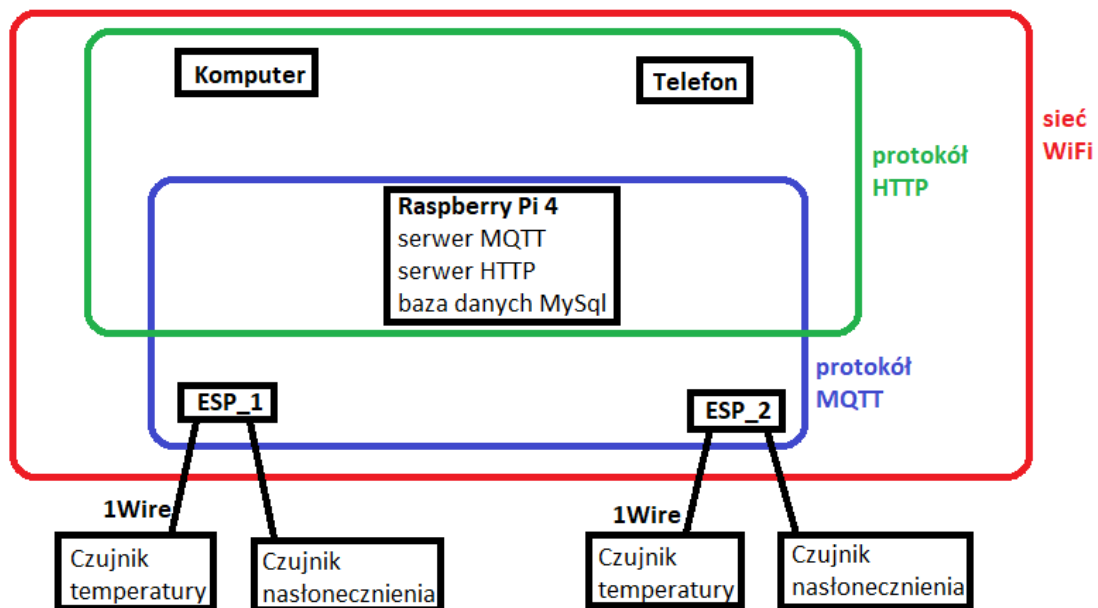 Komputer
Telefon
sieć
WiFi
protokół
HTTP
Raspberry Pi 4
serwer MQTT
serwer HTTP
baza danych MySql
protokół
MQTT
ESP_1
ESP_2
1Wire
1Wire
Czujnik
temperatury
Czujnik
nasłonecznienia
Czujnik
temperatury
Czujnik
nasłonecznienia